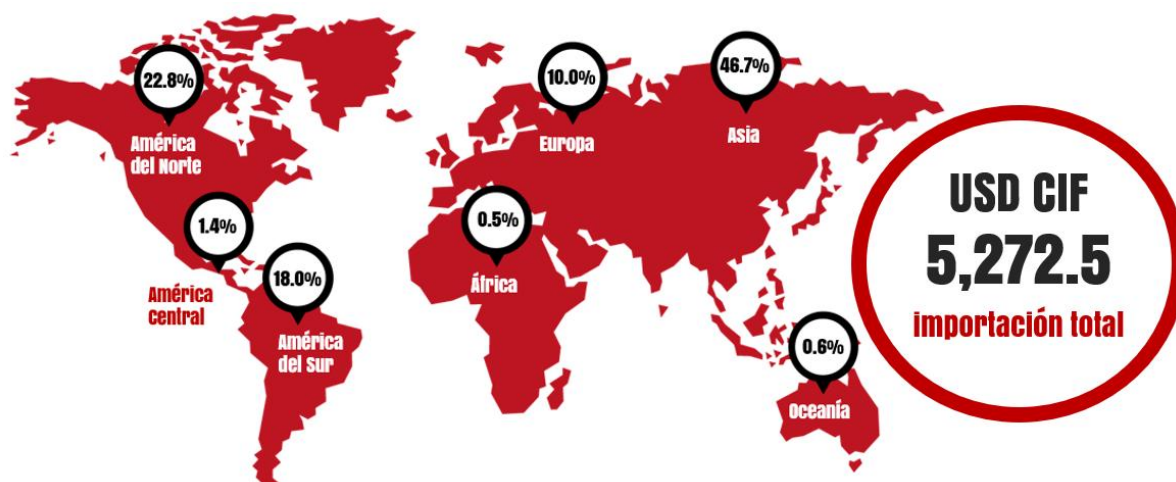 22.8%
América
del Norte
1.4%
América
Central
18.0%
América
del Sur
10.0%
Europa
0.5%
África
46.7%
Asia
0.6%
Oceanía
USD CIF
5,272.5
importación total